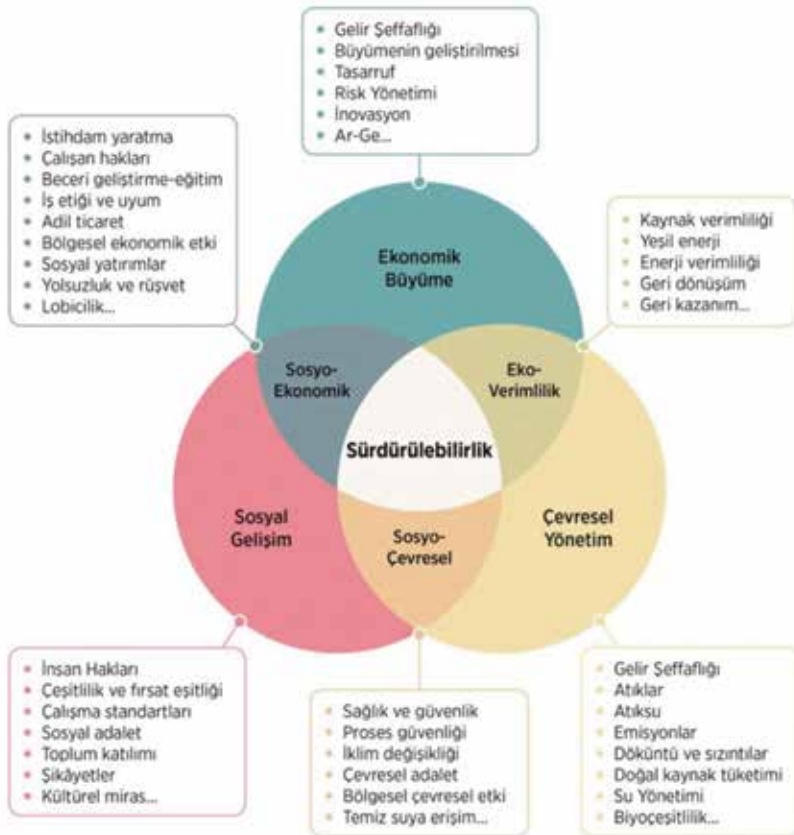 • Gelir Şeffaflığı
• Büyümenin geliştirilmesi
• Tasarruf
• Risk Yönetimi
• İnovasyon
• Ar-Ge...
• İstihdam yaratma
• Çalışan hakları
• Beceri geliştirme-eğitim
• İş etiği ve uyum
• Adil ticaret
• Bölgesel ekonomik etki
• Sosyal yatırımlar
• Yolsuzluk ve rüşvet
• Lobicilik...
• Kaynak verimliliği
• Yeşil enerji
• Enerji verimliliği
• Geri dönüşüm
• Geri kazanım...
Ekonomik
Büyüme
Sosyo-
Ekonomik
Eko-
Verimlilik
Sürdürülebilirlik
Sosyal
Gelişim
Sosyo-
Çevresel
Çevresel
Yönetim
• İnsan Hakları
• Çeşitlilik ve fırsat eşitliği
• Çalışma standartları
• Sosyal adalet
• Toplum katılımı
• Şikâyetler
• Kültürel miras...
• Sağlık ve güvenlik
• Proses güvenliği
• İklim değişikliği
• Çevresel adalet
• Bölgesel çevresel etki
• Temiz suya erişim...
• Gelir Şeffaflığı
• Atıklar
• Atıksu
• Emisyonlar
• Döküntü ve sızıntılar
• Doğal kaynak tüketimi
• Su Yönetimi
• Biyoçeşitlilik...